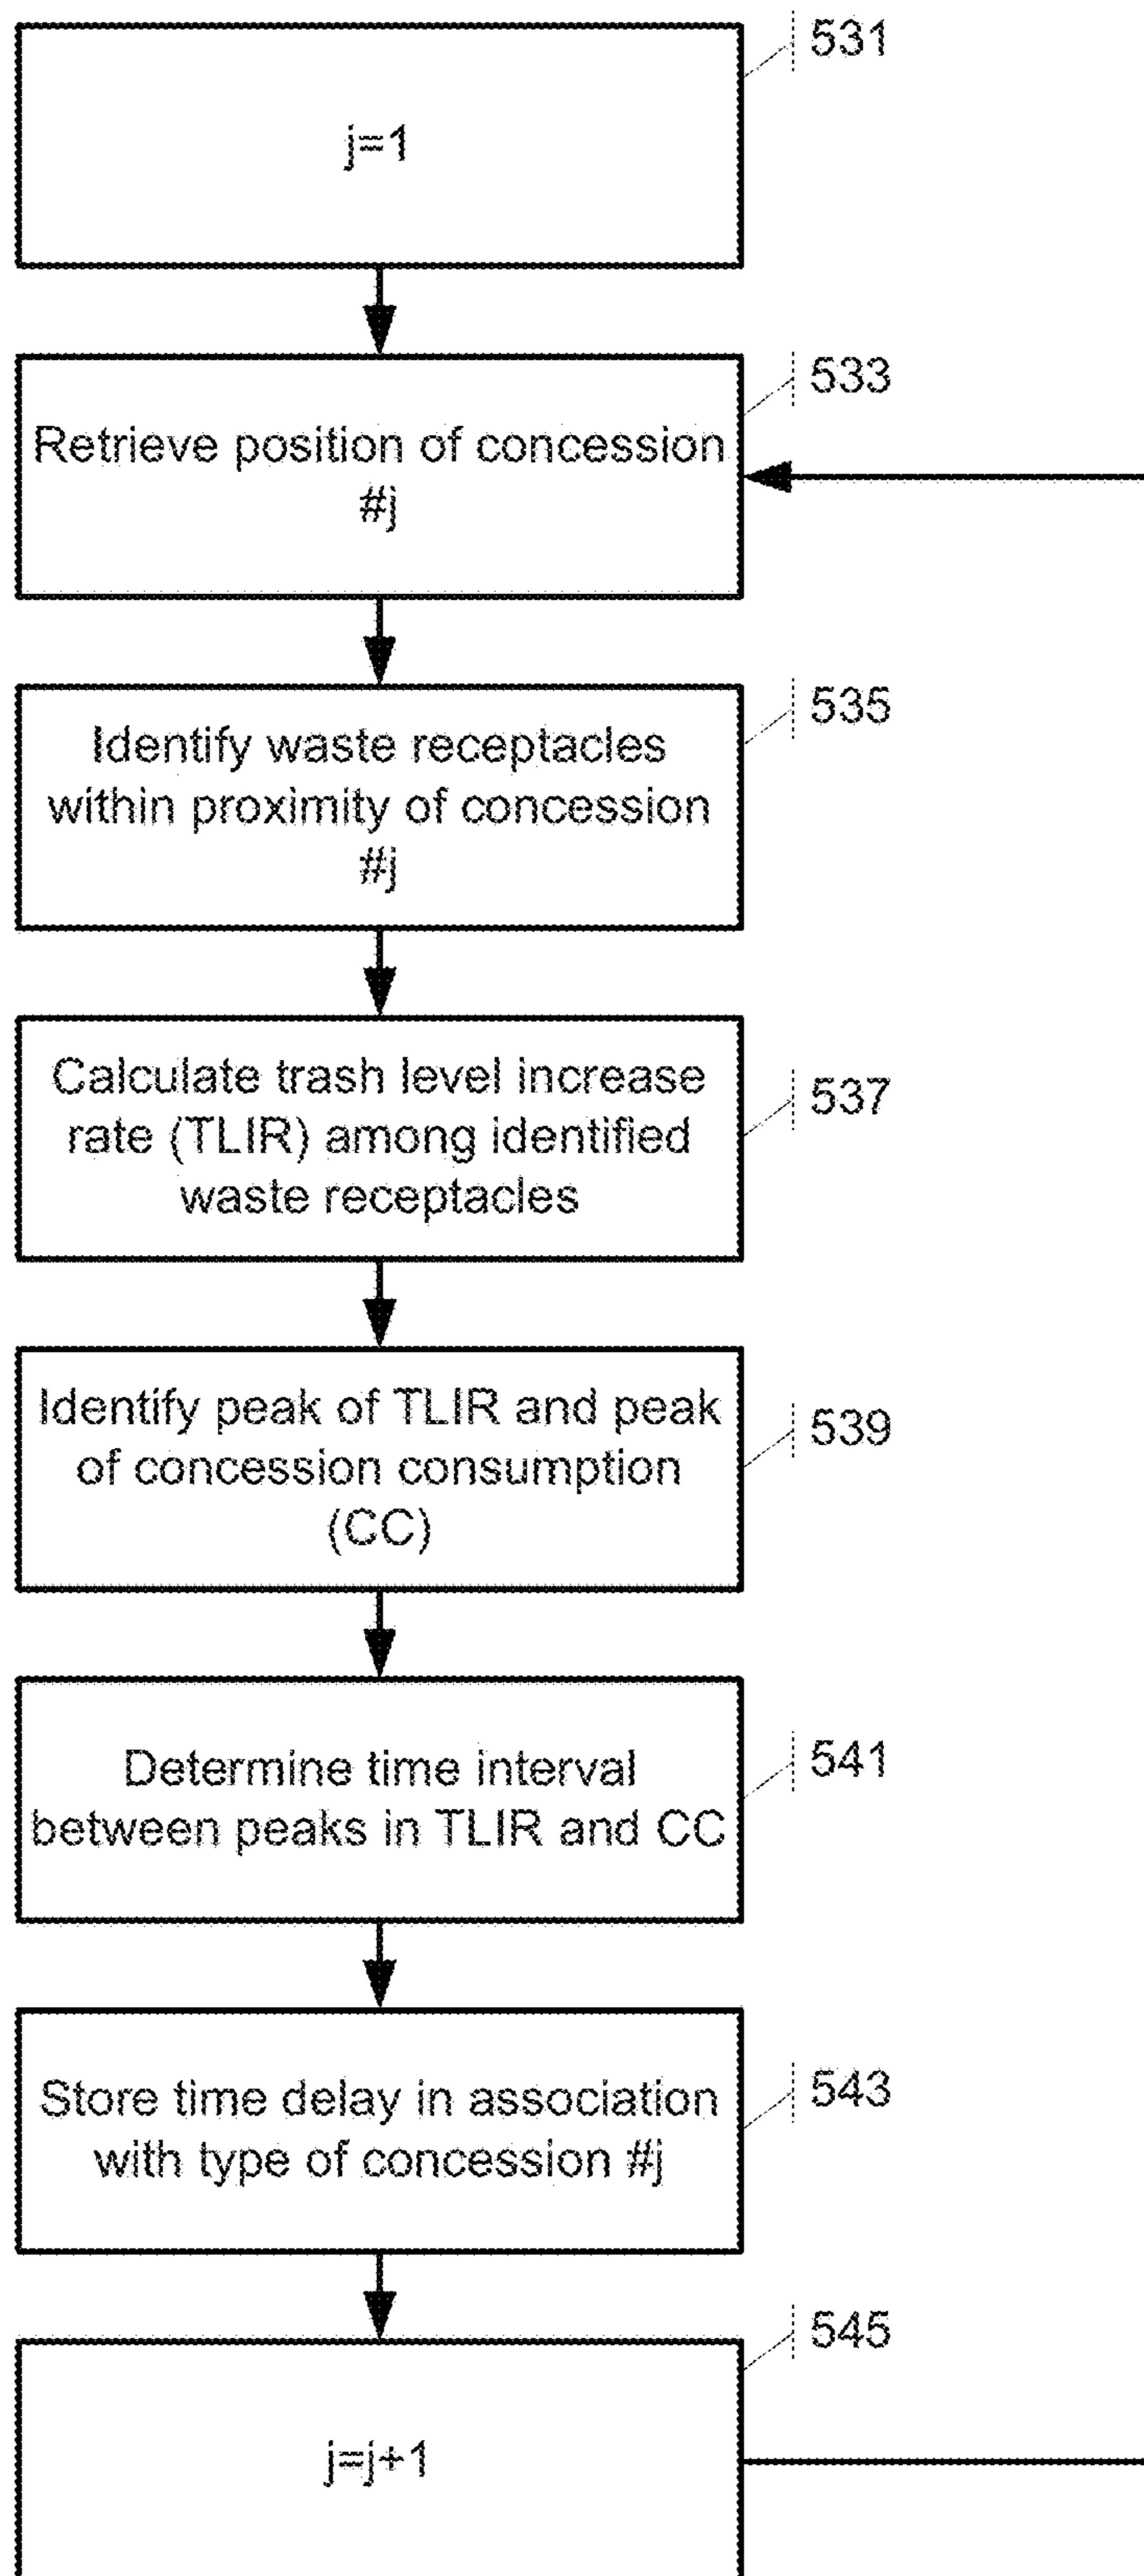 531
j=1
533
Retrieve position of concession
#j
535
Identify waste receptacles
within proximity of concession
#j
537
Calculate trash level increase
rate (TLIR) among identified
waste receptacles
539
Identify peak of TLIR and peak
of concession consumption
(CC)
541
Determine time interval
between peaks in TLIR and CC
543
Store time delay in association
with type of concession #j
545
j=j+1